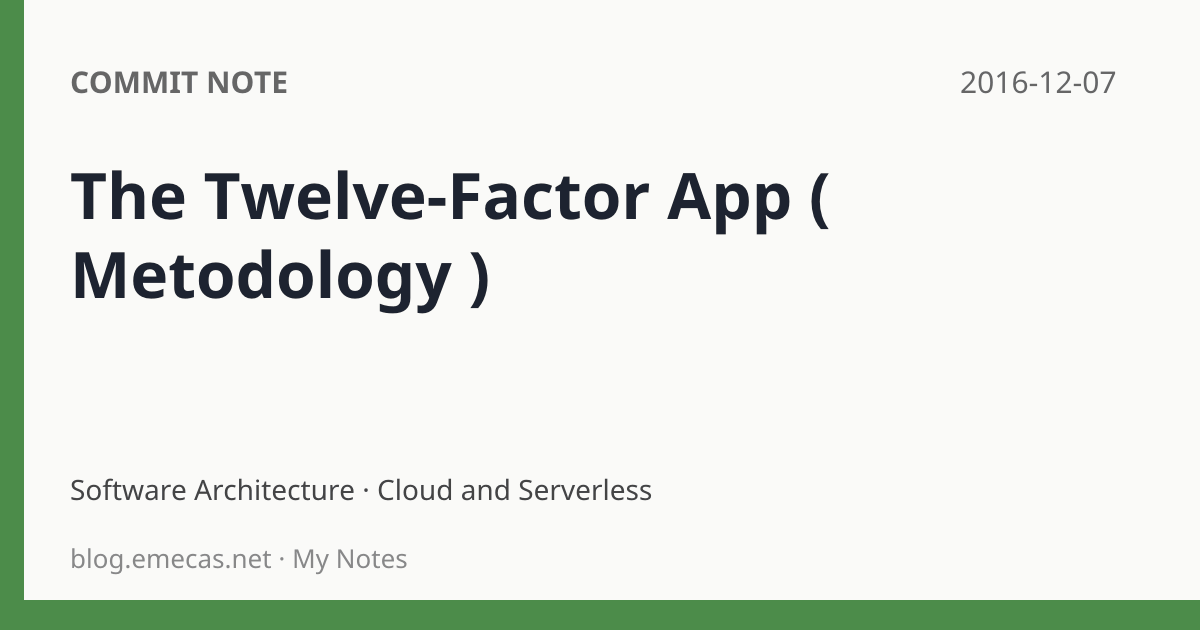 COMMIT NOTE
2016-12-07
The Twelve-Factor App (
Metodology )
Software Architecture · Cloud and Serverless
blog.emecas.net · My Notes